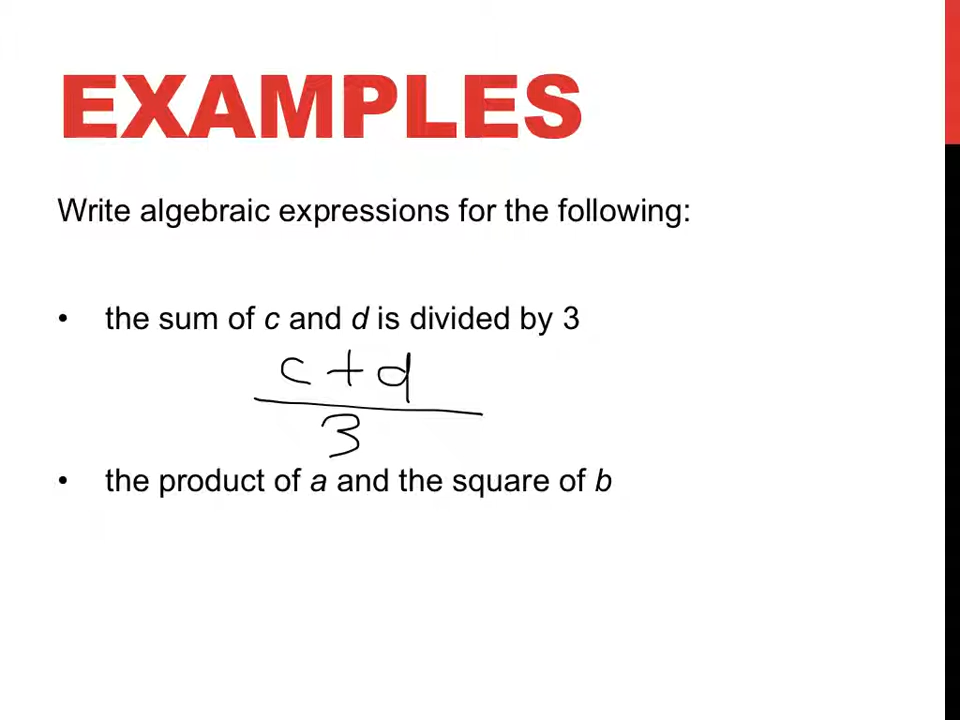 EXAMPLES
Write algebraic expressions for the following:
• the sum of c and d is divided by 3
c + d
3
• the product of a and the square of b